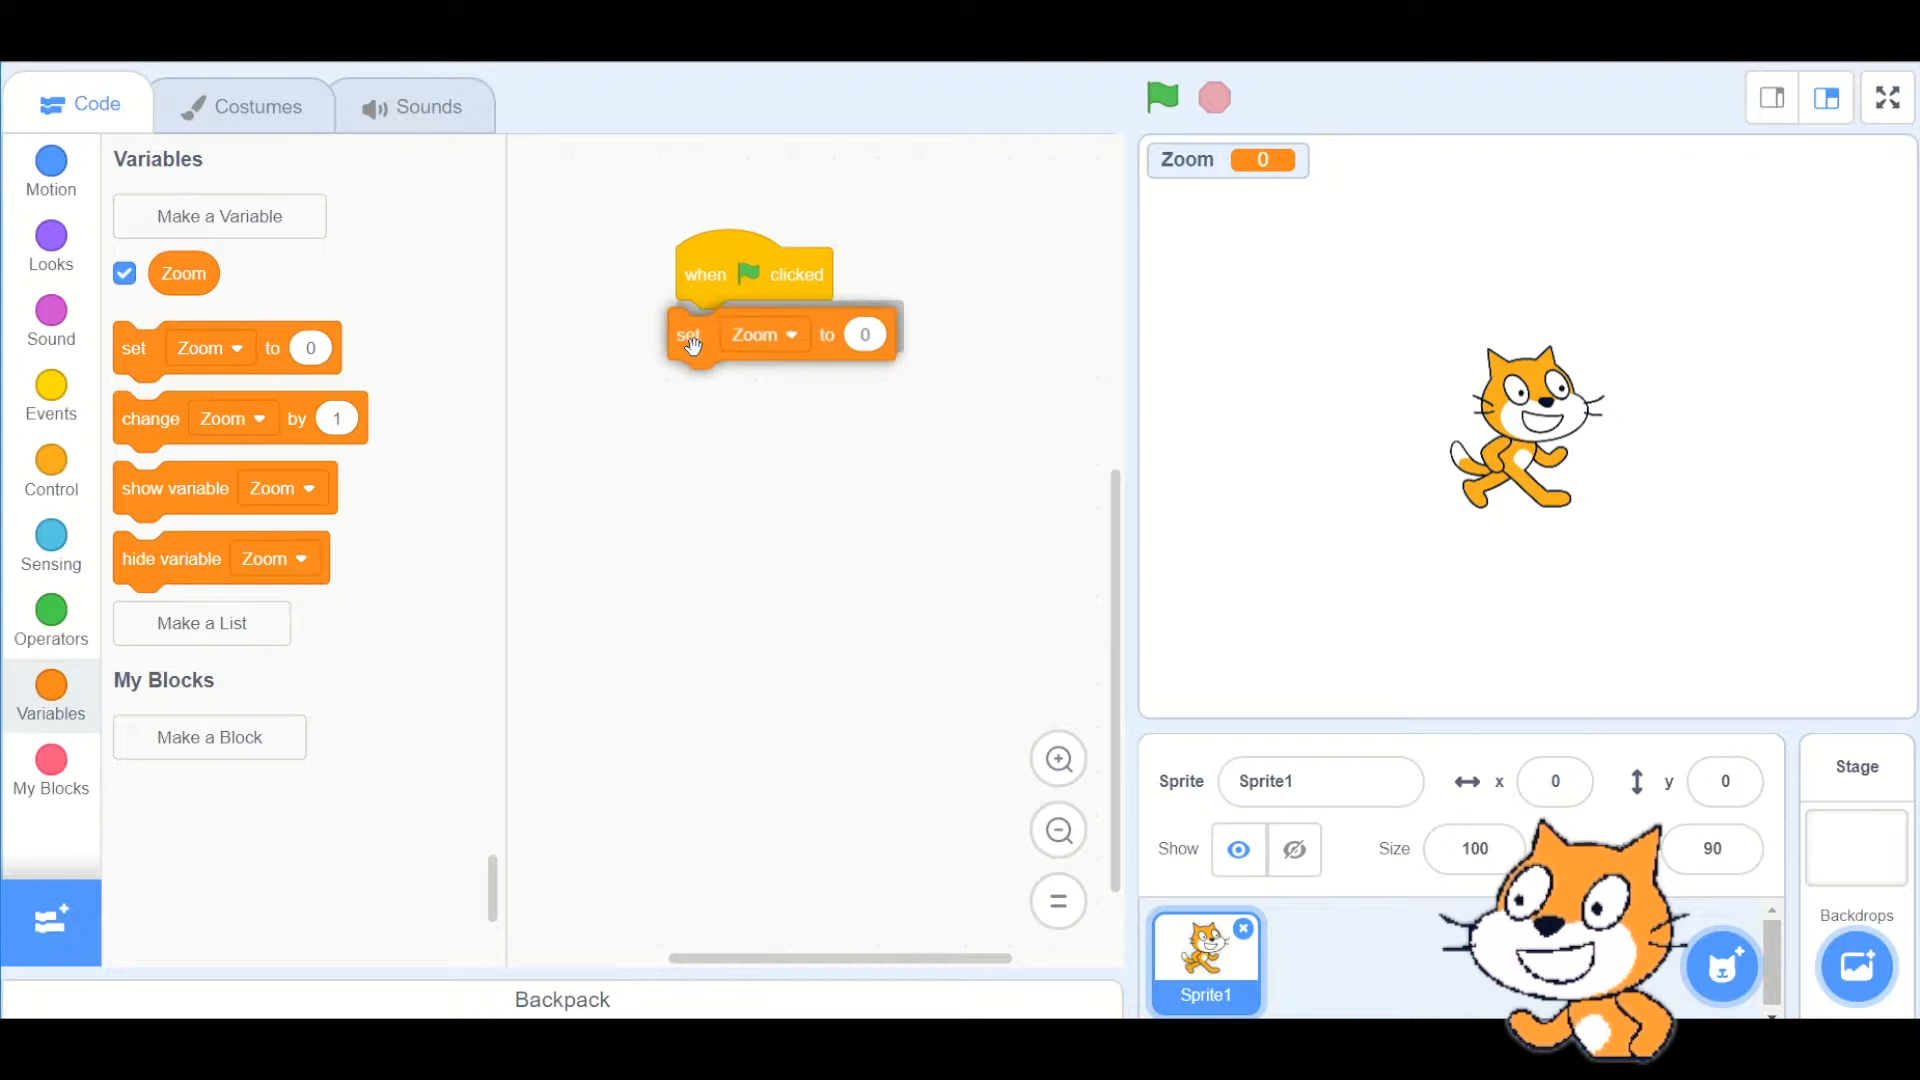 Code
Costumes
Sounds
Motion
Looks
Sound
Events
Control
Sensing
Operators
Variables
My Blocks
Variables
Make a Variable
Zoom
set Zoom to 0
change Zoom by 1
show variable Zoom
hide variable Zoom
Make a List
My Blocks
Make a Block
when clicked
set Zoom to 0
Backpack
Zoom 0
Sprite Sprite1 x 0 y 0
Show Size 100 90
Sprite1
Stage
Backdrops